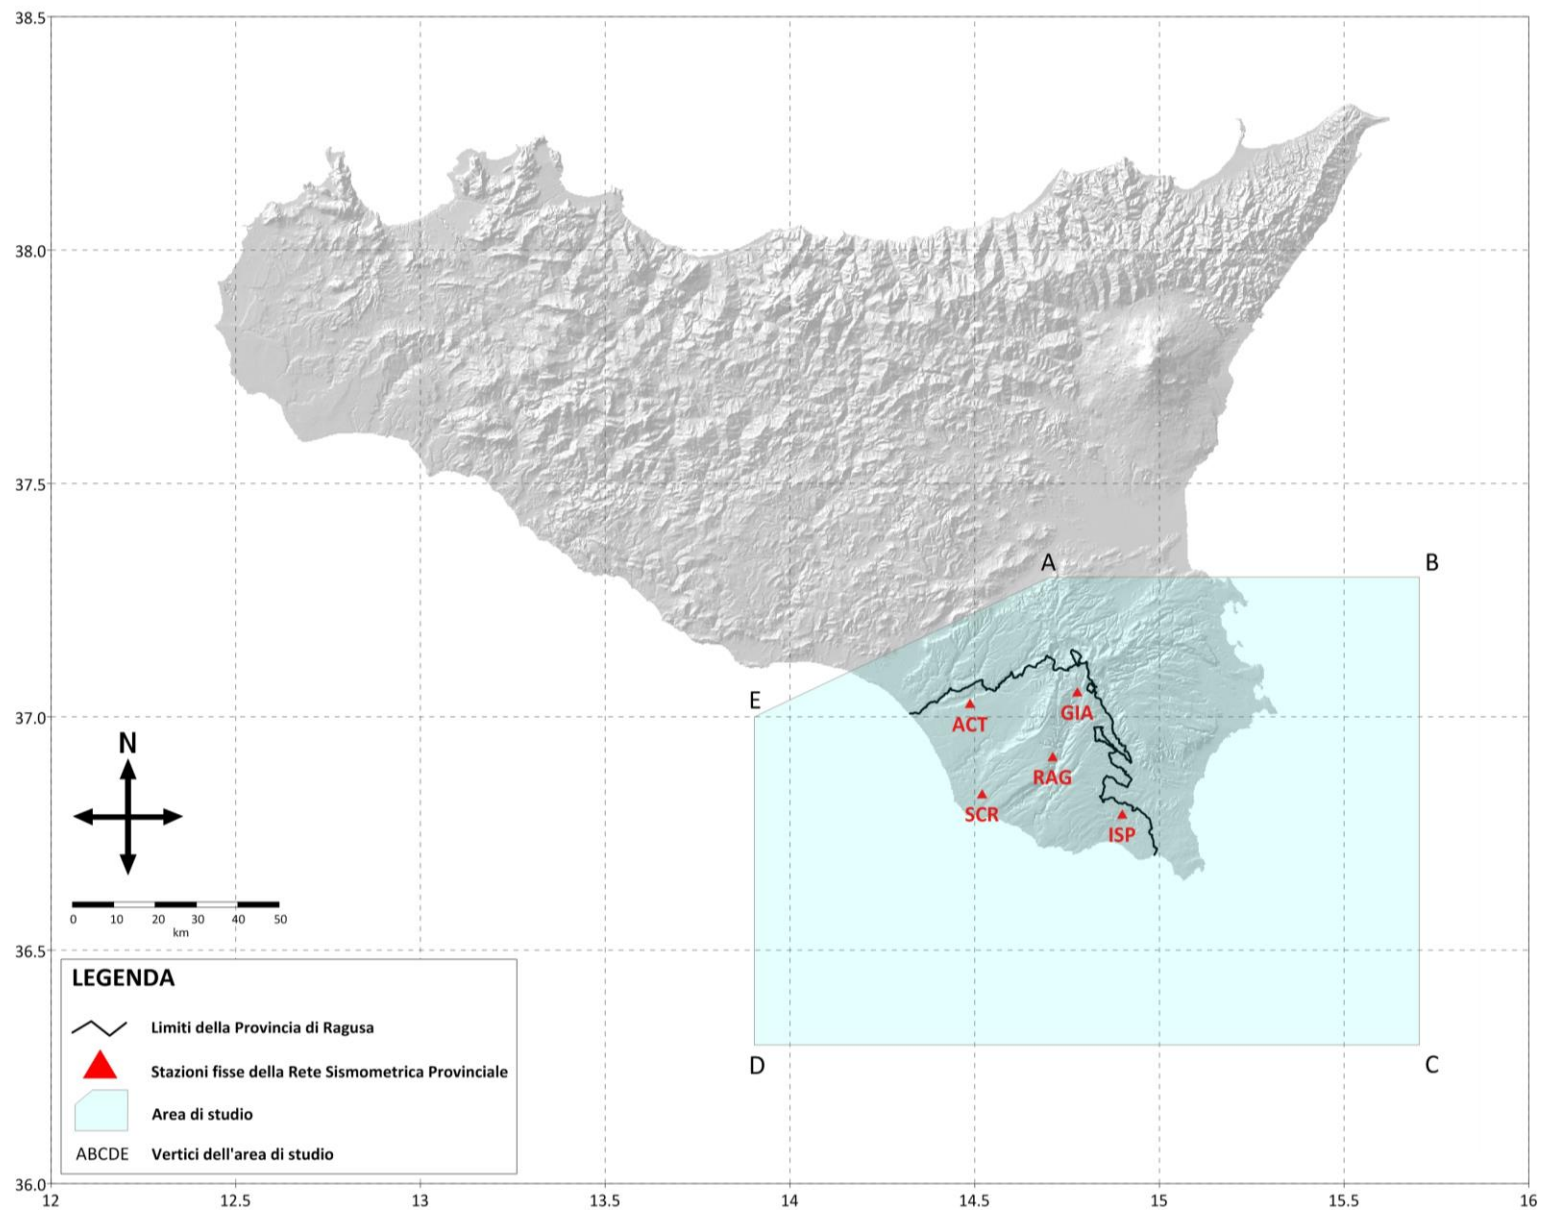 38.5
38.0
37.5
A
B
E
37.0
GIA
ACT
RAG
SCR
ISP
N
0 10 20 30 40 50
km
36.5
LEGENDA
Limiti della Provincia di Ragusa
Stazioni fisse della Rete Sismometrica Provinciale
Area di studio
ABCDE Vertici dell'area di studio
D
C
36.0
12 12.5 13 13.5 14 14.5 15 15.5 16